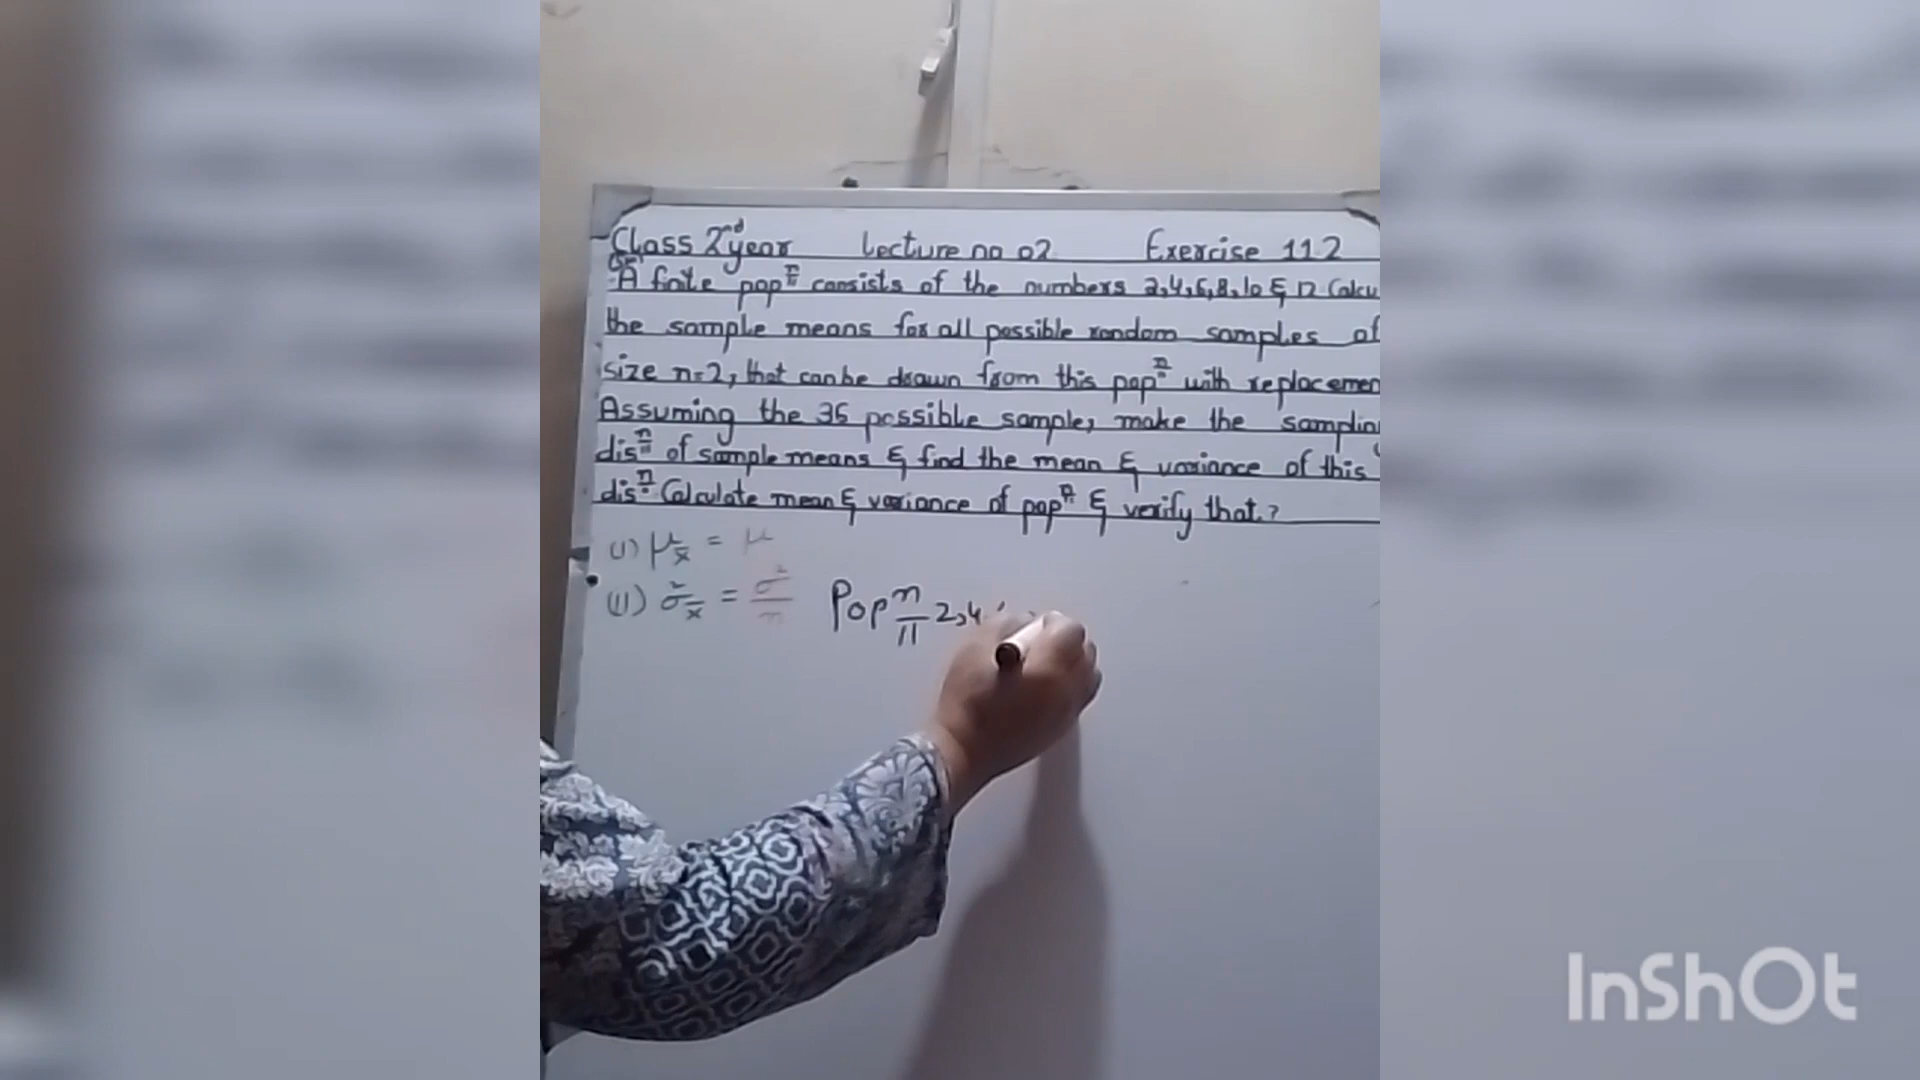 Class 2nd year Lecture no 02 Exercise 11.2
A finite popn consists of the numbers 2,4,6,8,10 & 12 Calcu
the sample means for all possible random samples of
size n=2, that can be drawn from this popn with replacemen
Assuming the 36 possible sample, make the samplin
disn of sample means & find the mean & variance of this
disn Calculate mean & variance of popn & verify that.?
(I) μx̄ = μ
(II) σ²x̄ = σ²/n Popn 2,4
InShOt